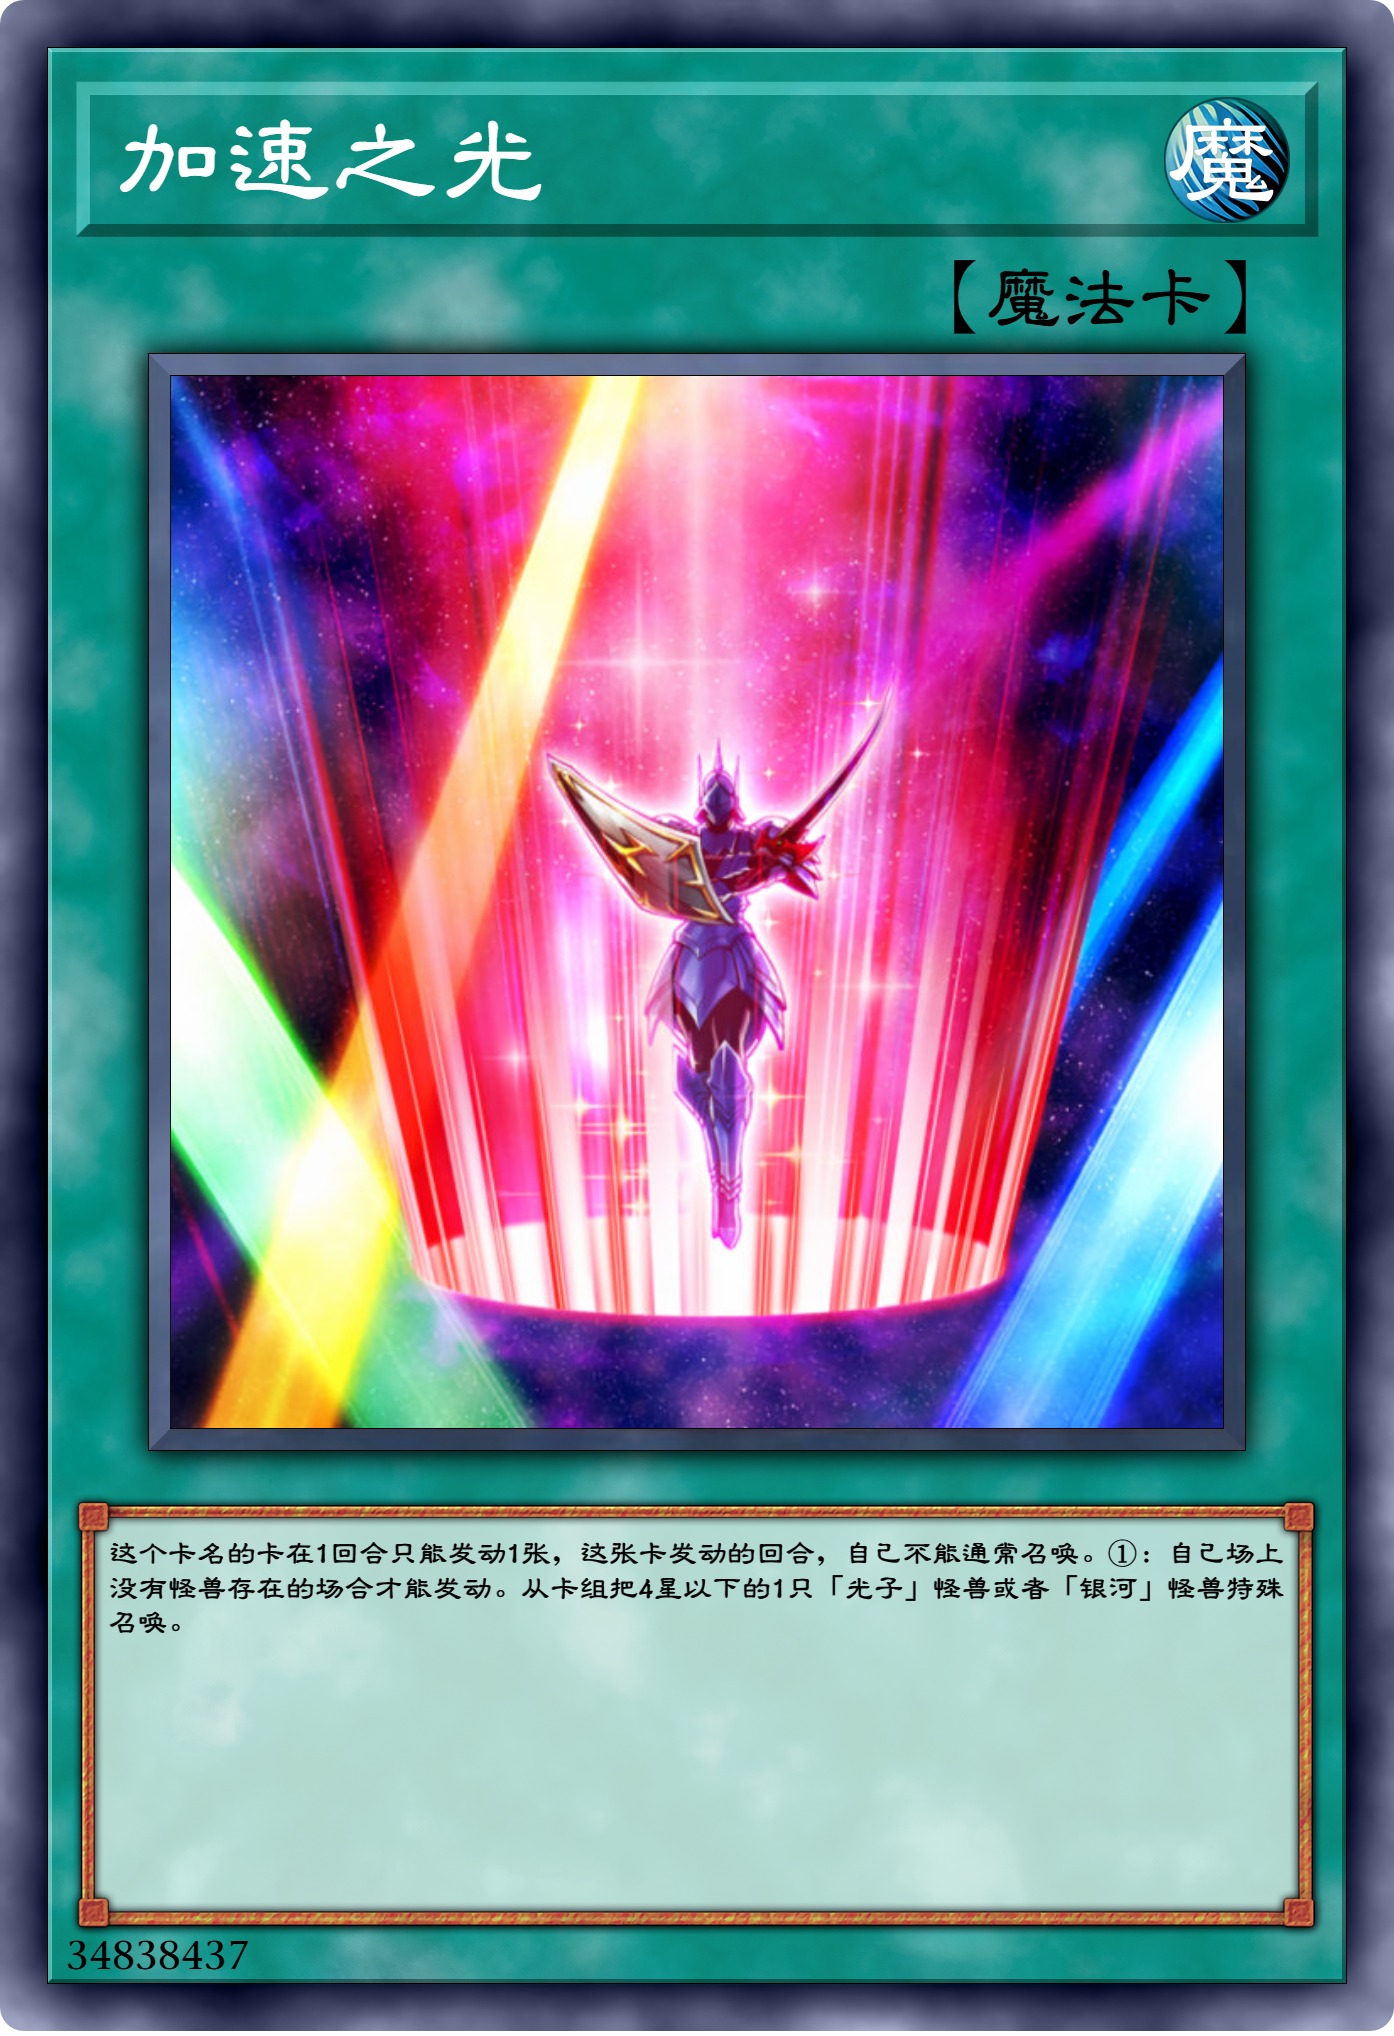 加速之光
魔
【魔法卡】
这个卡名的卡在1回合只能发动1张，这张卡发动的回合，自己不能通常召唤。①：自己场上
没有怪兽存在的场合才能发动。从卡组把4星以下的1只「光子」怪兽或者「银河」怪兽特殊
召唤。
34838437